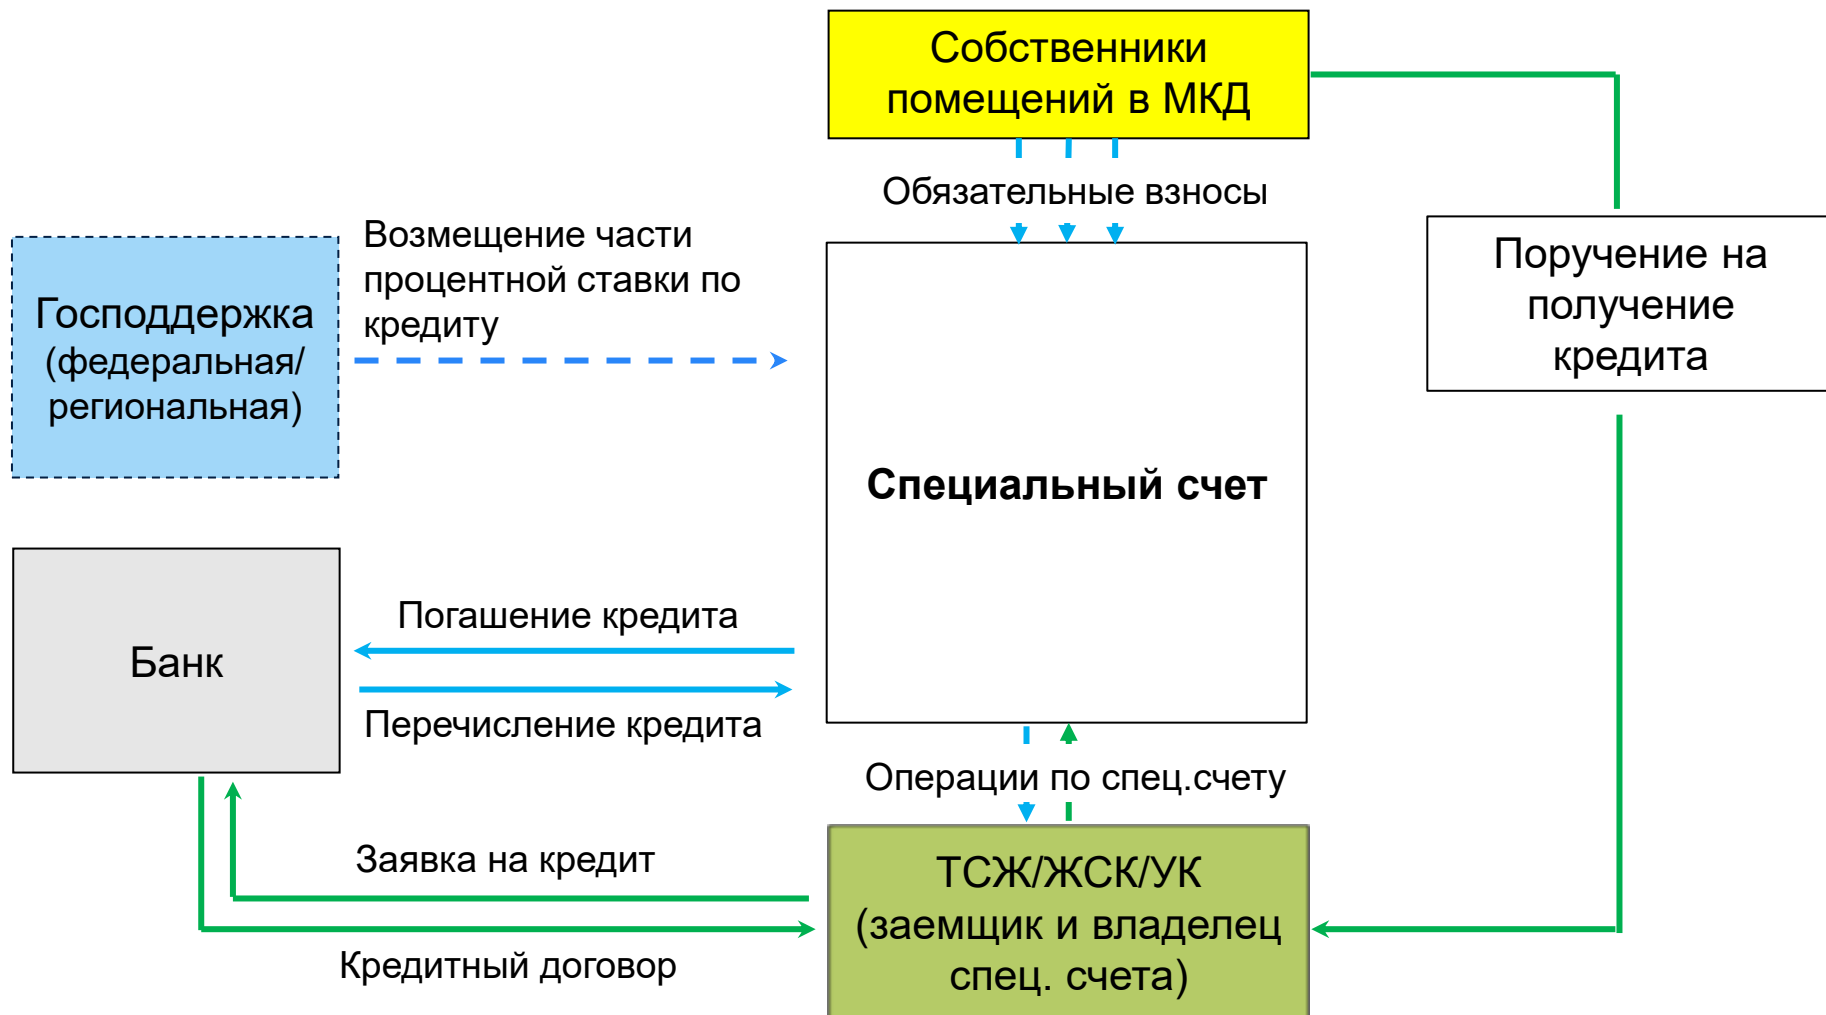 Собственники
помещений в МКД
Обязательные взносы
Возмещение части
процентной ставки по
кредиту
Господдержка
(федеральная/
региональная)
Поручение на
получение
кредита
Специальный счет
Погашение кредита
Банк
Перечисление кредита
Операции по спец.счету
Заявка на кредит
ТСЖ/ЖСК/УК
(заемщик и владелец
спец. счета)
Кредитный договор